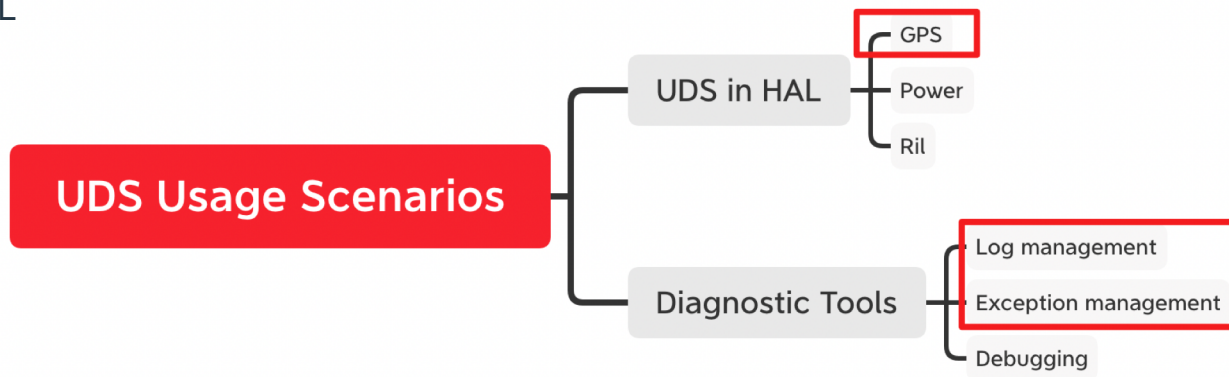 UDS Usage Scenarios
UDS in HAL
GPS
Power
Ril
Diagnostic Tools
Log management
Exception management
Debugging